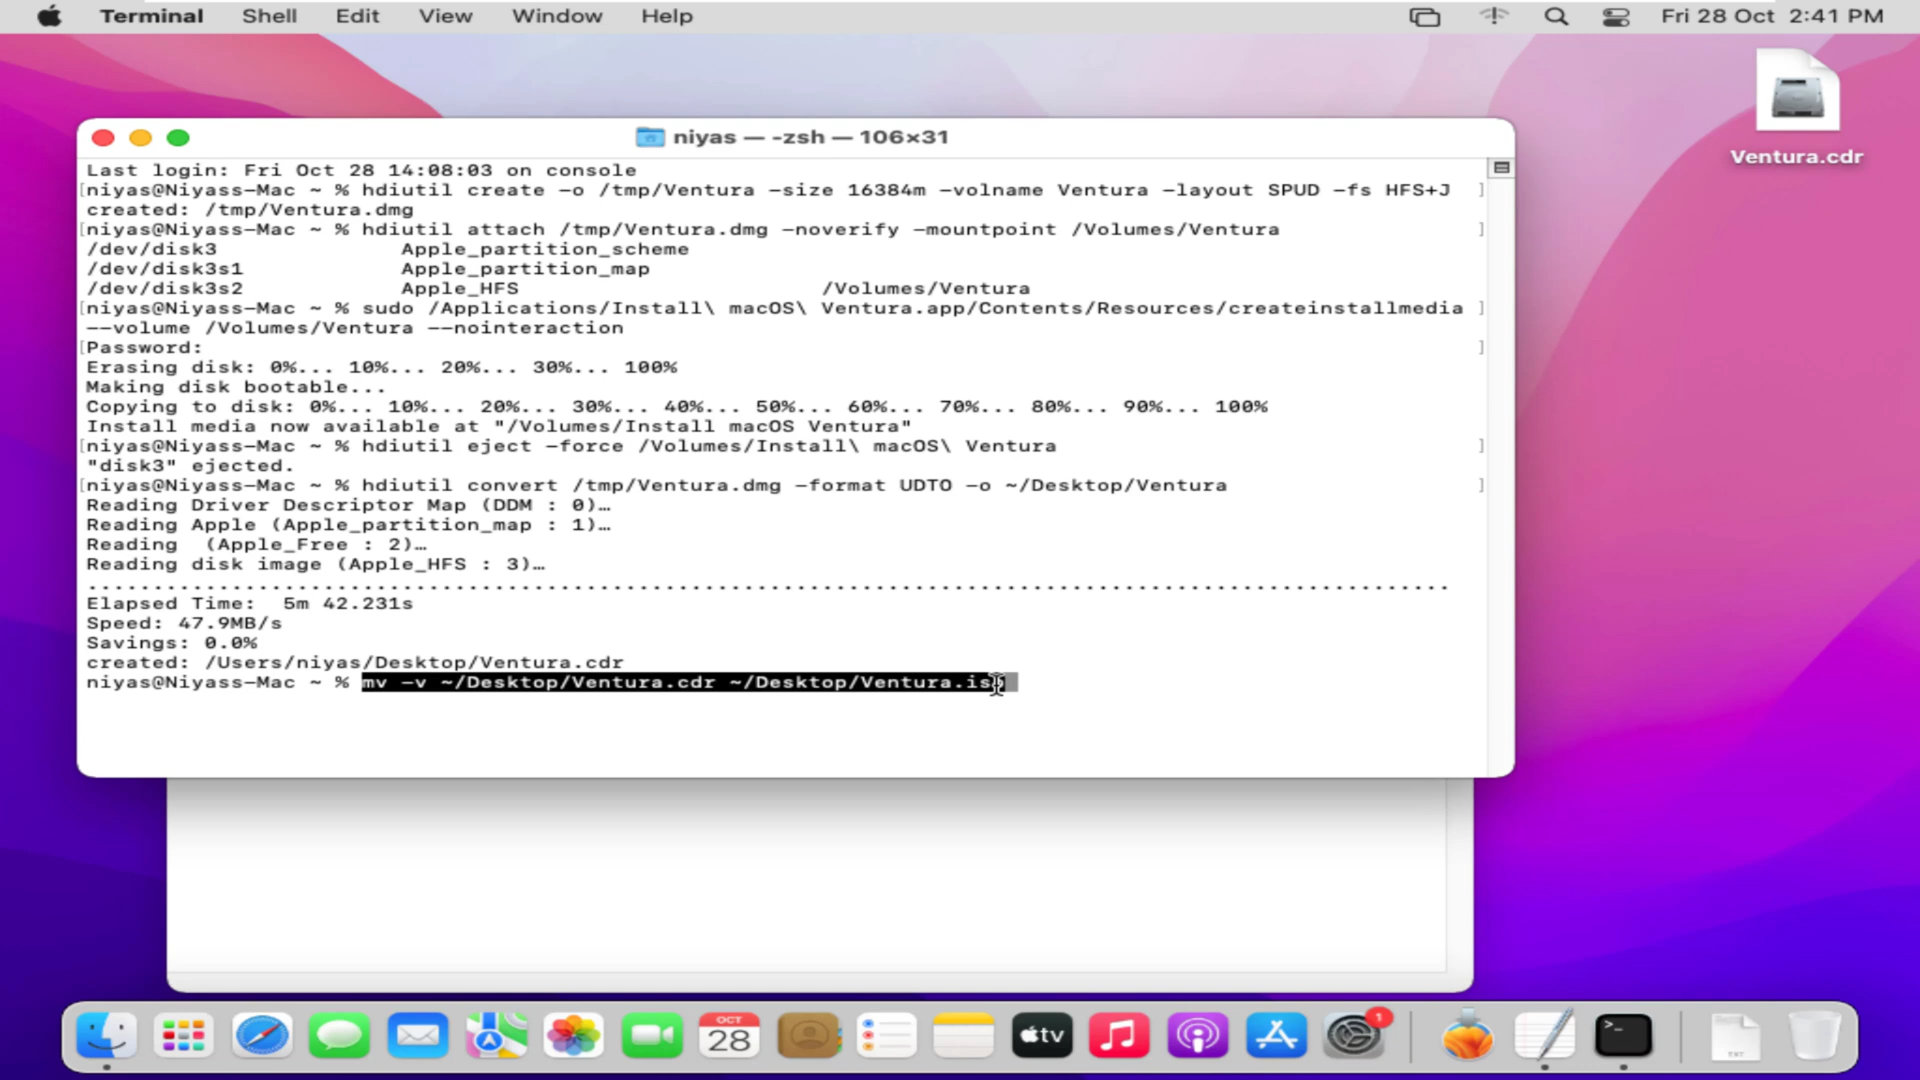 Terminal Shell Edit View Window Help Fri 28 Oct 2:41 PM
Ventura.cdr
niyas — -zsh — 106×31
Last login: Fri Oct 28 14:08:03 on console
[niyas@Niyass-Mac ~ % hdiutil create -o /tmp/Ventura -size 16384m -volname Ventura -layout SPUD -fs HFS+J ]
created: /tmp/Ventura.dmg
[niyas@Niyass-Mac ~ % hdiutil attach /tmp/Ventura.dmg -noverify -mountpoint /Volumes/Ventura ]
/dev/disk3 Apple_partition_scheme
/dev/disk3s1 Apple_partition_map
/dev/disk3s2 Apple_HFS /Volumes/Ventura
[niyas@Niyass-Mac ~ % sudo /Applications/Install\ macOS\ Ventura.app/Contents/Resources/createinstallmedia ]
--volume /Volumes/Ventura --nointeraction
[Password: ]
Erasing disk: 0%... 10%... 20%... 30%... 100%
Making disk bootable...
Copying to disk: 0%... 10%... 20%... 30%... 40%... 50%... 60%... 70%... 80%... 90%... 100%
Install media now available at "/Volumes/Install macOS Ventura"
[niyas@Niyass-Mac ~ % hdiutil eject -force /Volumes/Install\ macOS\ Ventura ]
"disk3" ejected.
[niyas@Niyass-Mac ~ % hdiutil convert /tmp/Ventura.dmg -format UDTO -o ~/Desktop/Ventura ]
Reading Driver Descriptor Map (DDM : 0)…
Reading Apple (Apple_partition_map : 1)…
Reading  (Apple_Free : 2)…
Reading disk image (Apple_HFS : 3)…
........................................................................................................
Elapsed Time:  5m 42.231s
Speed: 47.9MB/s
Savings: 0.0%
created: /Users/niyas/Desktop/Ventura.cdr
niyas@Niyass-Mac ~ % mv -v ~/Desktop/Ventura.cdr ~/Desktop/Ventura.iso
OCT
28
tv
1
>_
TXT